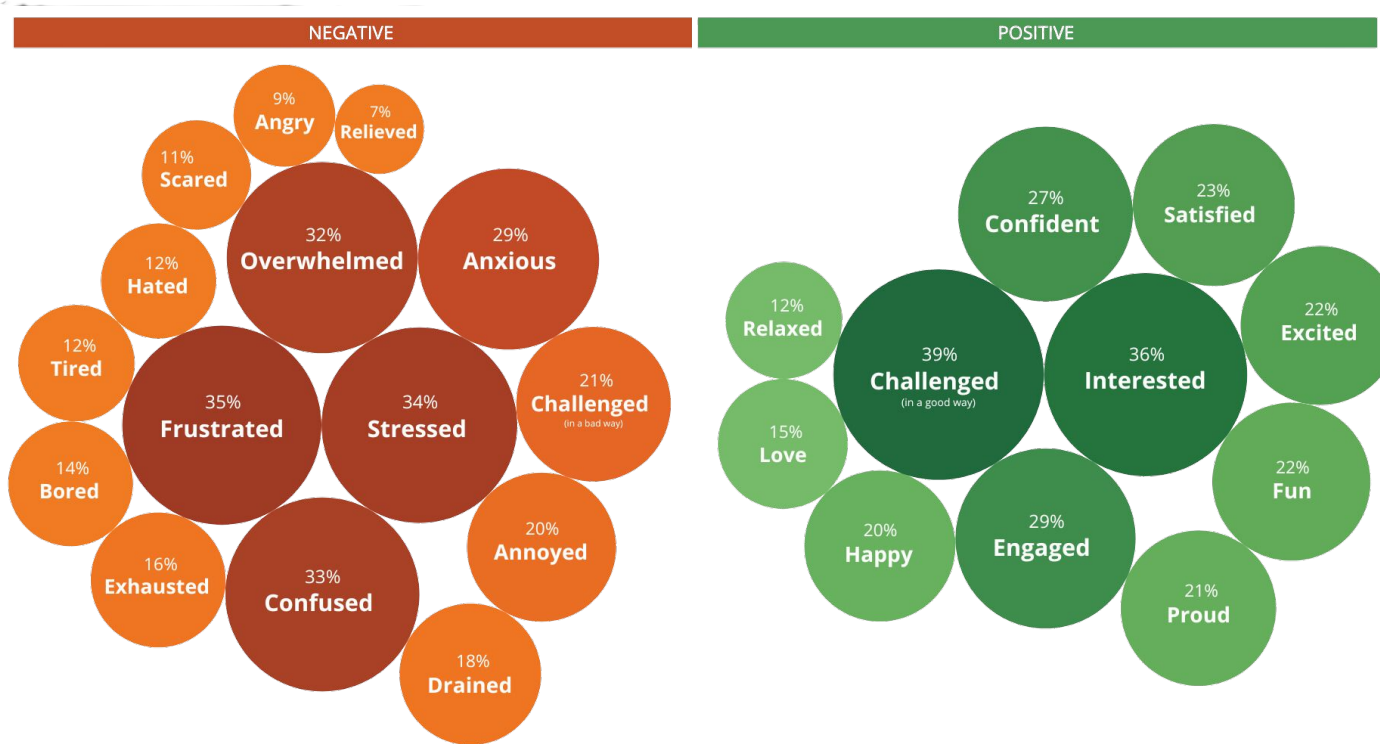 NEGATIVE
POSITIVE
9%
Angry
7%
Relieved
11%
Scared
32%
Overwhelmed
29%
Anxious
12%
Hated
12%
Tired
35%
Frustrated
34%
Stressed
21%
Challenged
(in a bad way)
14%
Bored
16%
Exhausted
33%
Confused
20%
Annoyed
18%
Drained
27%
Confident
23%
Satisfied
12%
Relaxed
39%
Challenged
(in a good way)
36%
Interested
22%
Excited
15%
Love
20%
Happy
29%
Engaged
22%
Fun
21%
Proud